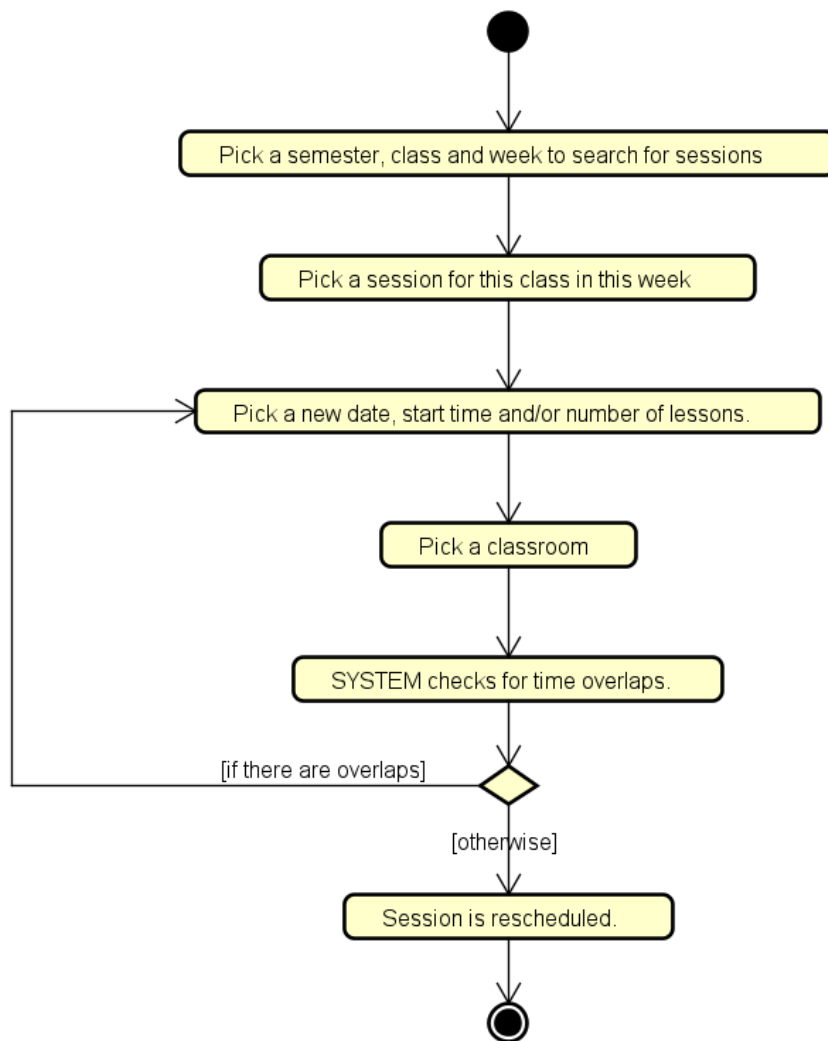 Pick a semester, class and week to search for sessions
Pick a session for this class in this week
Pick a new date, start time and/or number of lessons.
Pick a classroom
SYSTEM checks for time overlaps.
[if there are overlaps]
[otherwise]
Session is rescheduled.